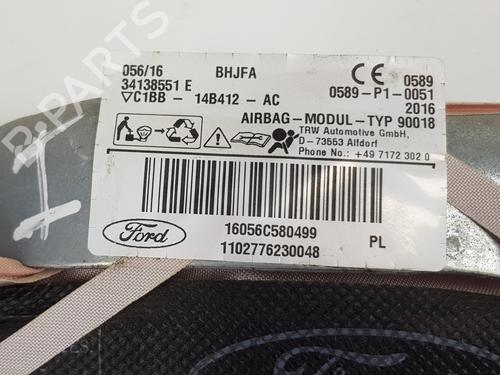 056/16 BHJFA
34138551 E 0589
C1BB - 14B412 - AC 0589-P1-0051
2016
AIRBAG-MODUL-TYP 90018
TRW Automotive GmbH,
D - 73553 Alfdorf
Phone No.: +49 7172 302 0
Ford
16056C580499 PL
1102776230048
Ford
B-PARTS